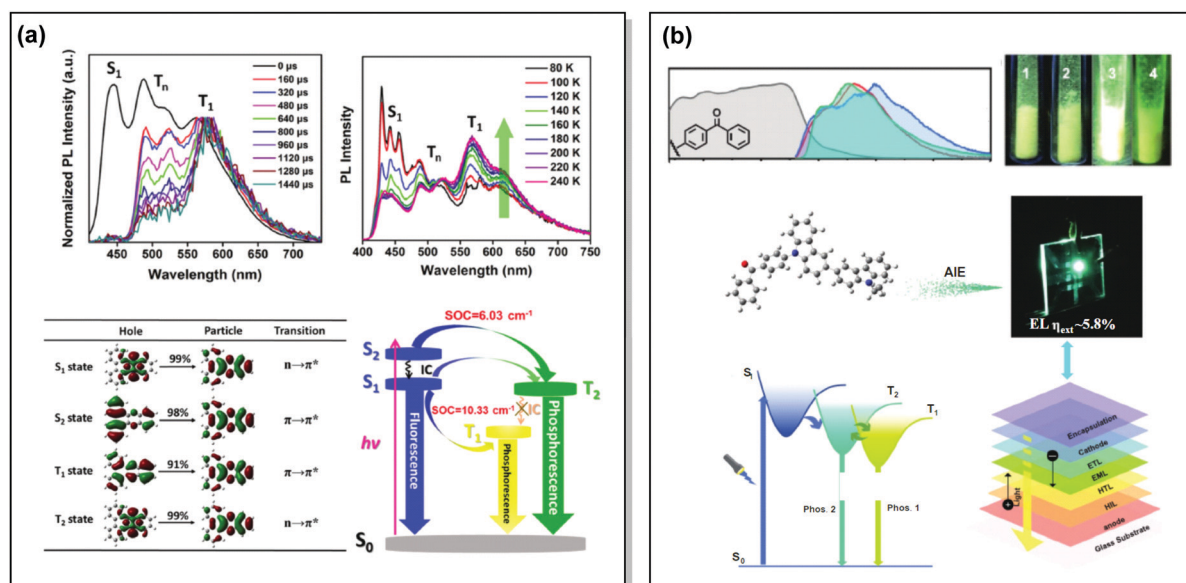 (a)
Normalized PL Intensity (a.u.)
S1
Tn
T1
0 μs
160 μs
320 μs
480 μs
640 μs
800 μs
960 μs
1120 μs
1280 μs
1440 μs
450 500 550 600 650 700
Wavelength (nm)
PL Intensity
S1
Tn
T1
80 K
100 K
120 K
140 K
160 K
180 K
200 K
220 K
240 K
400 450 500 550 600 650 700 750
Wavelength (nm)
Hole Particle Transition
S1 state 99% n→π*
S2 state 98% π→π*
T1 state 91% π→π*
T2 state 99% n→π*
SOC=6.03 cm⁻¹
S2
IC
S1
T2
SOC=10.33 cm⁻¹
IC
T1
hν
Fluorescence
Phosphorescence
Phosphorescence
S0
(b)
O
1 2 3 4
AIE
EL ηext~5.8%
S1
T2
T1
Phos. 2
Phos. 1
S0
Encapsulation
Cathode
ETL
EML
HTL
HIL
anode
Glass Substrate
Light